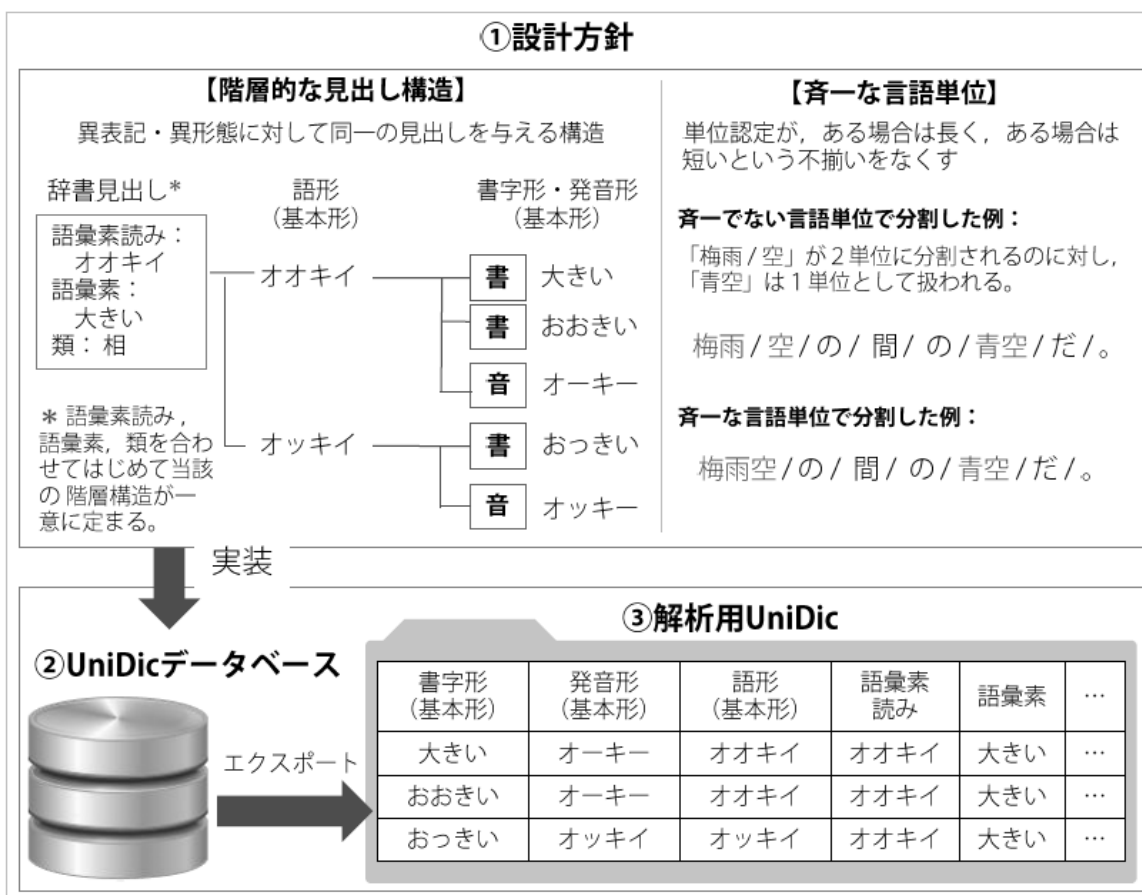 ①設計方針
【階層的な見出し構造】
異表記・異形態に対して同一の見出しを与える構造
辞書見出し*
語形
(基本形)
書字形・発音形
(基本形)
語彙素読み:
オオキイ
語彙素:
大きい
類: 相
オオキイ
書 大きい
書 おおきい
音 オーキー
オッキイ
書 おっきい
音 オッキー
* 語彙素読み,
語彙素, 類を合わ
せてはじめて当該
の 階層構造が一
意に定まる。
【斉一な言語単位】
単位認定が, ある場合は長く, ある場合は
短いという不揃いをなくす
斉一でない言語単位で分割した例:
「梅雨 / 空」が 2 単位に分割されるのに対し,
「青空」は 1 単位として扱われる。
梅雨 / 空 / の / 間 / の / 青空 / だ / 。
斉一な言語単位で分割した例:
梅雨空 / の / 間 / の / 青空 / だ / 。
実装
②UniDicデータベース
エクスポート
③解析用UniDic
書字形 発音形 語形 語彙素 語彙素 …
(基本形) (基本形) (基本形) 読み
大きい オーキー オオキイ オオキイ 大きい …
おおきい オーキー オオキイ オオキイ 大きい …
おっきい オッキイ オッキイ オオキイ 大きい …